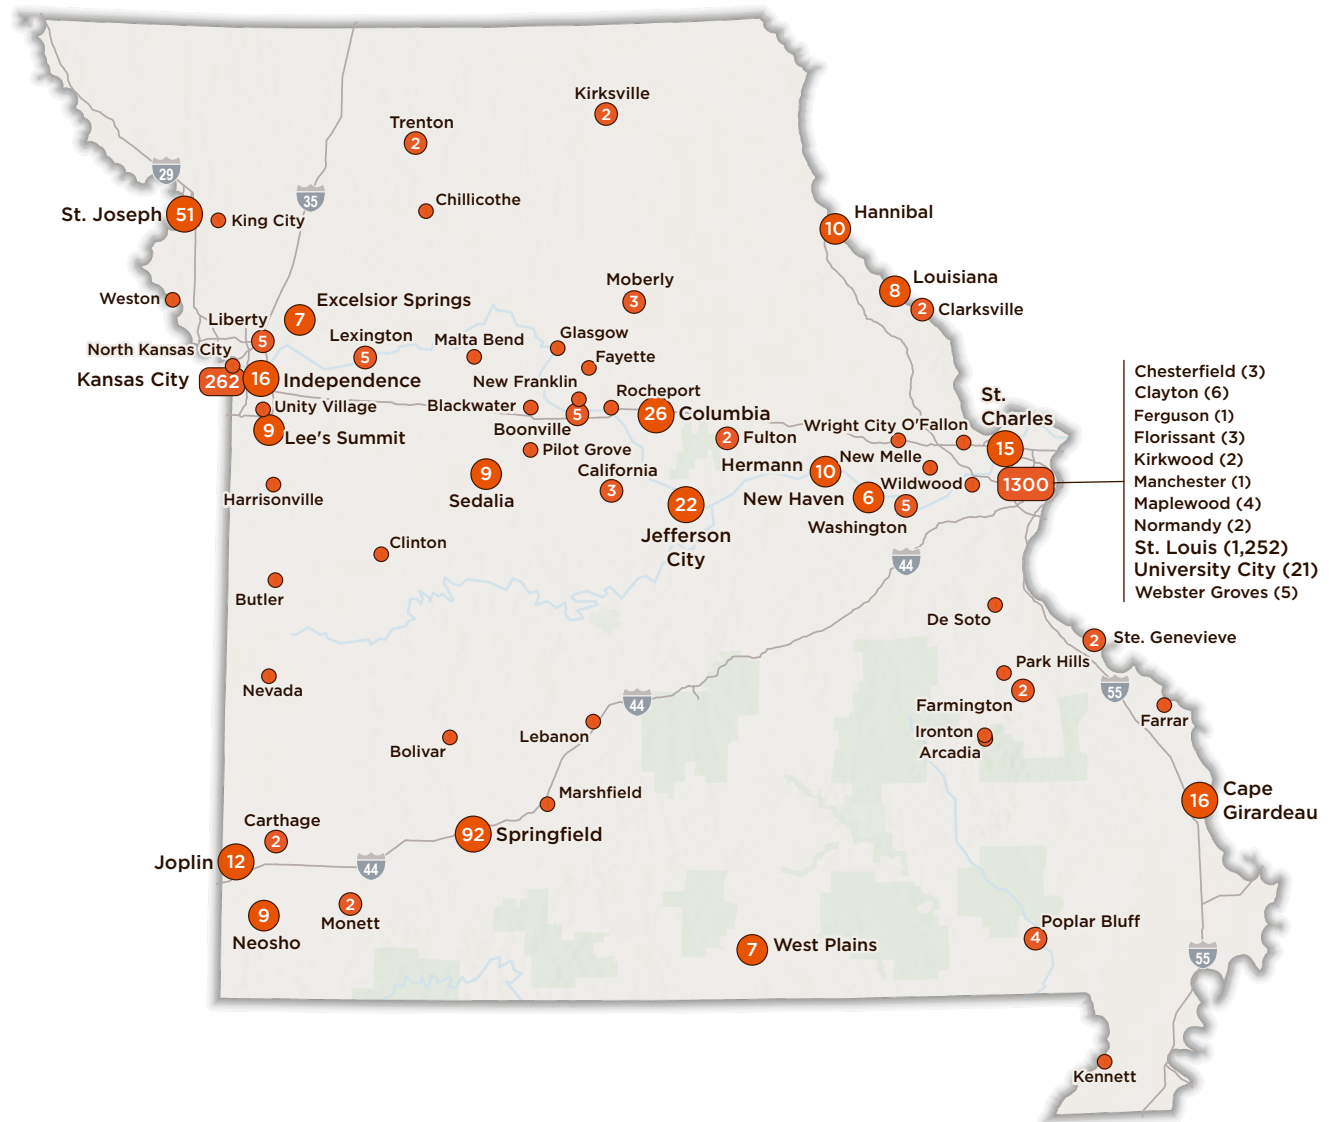 Kirksville
2
Trenton
2
29
35
Chillicothe
St. Joseph
51
King City
Hannibal
10
Weston
Excelsior Springs
7
Moberly
3
Louisiana
8
2
Clarksville
Liberty
5
Lexington
5
Malta Bend
Glasgow
Fayette
North Kansas City
Kansas City
262
16
Independence
New Franklin
Rocheport
Unity Village
Blackwater
5
Boonville
26
Columbia
9
Lee's Summit
Pilot Grove
2
Fulton
Wright City
O'Fallon
St.
Charles
15
Harrisonville
9
Sedalia
California
3
Hermann
10
New Melle
Wildwood
1300
New Haven
6
5
Washington
22
Jefferson
City
Chesterfield (3)
Clayton (6)
Ferguson (1)
Florissant (3)
Kirkwood (2)
Manchester (1)
Maplewood (4)
Normandy (2)
St. Louis (1,252)
University City (21)
Webster Groves (5)
Clinton
44
Butler
De Soto
2
Ste. Genevieve
Nevada
Park Hills
2
Farmington
55
44
Farrar
Lebanon
Bolivar
Ironton
Arcadia
Marshfield
16
Cape
Girardeau
Carthage
2
92
Springfield
Joplin
12
44
9
Neosho
2
Monett
7
West Plains
Poplar Bluff
4
55
Kennett